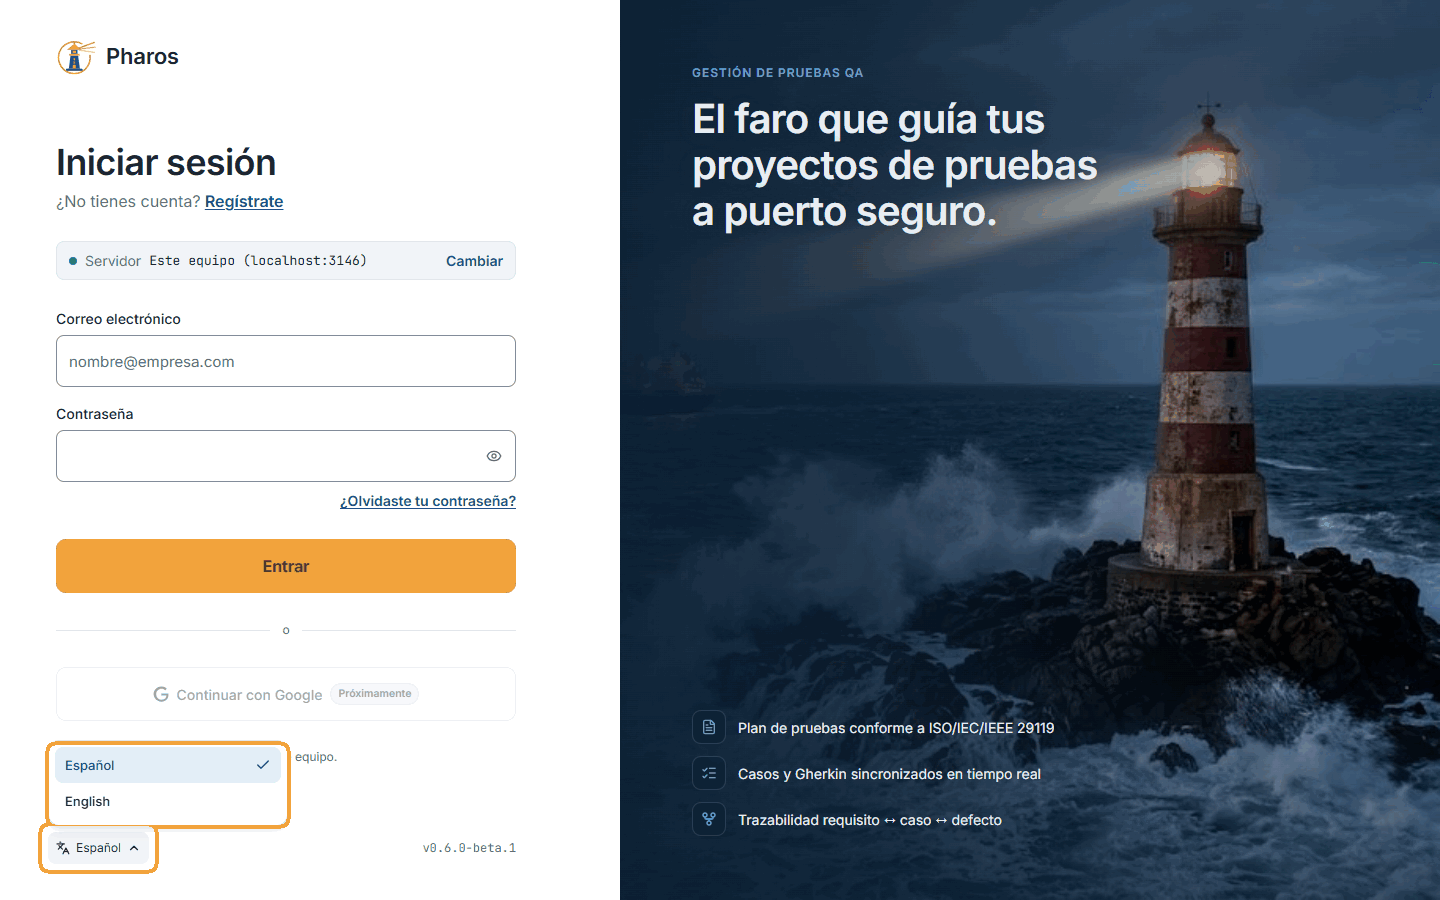 Pharos
Iniciar sesión
¿No tienes cuenta? Regístrate
Servidor Este equipo (localhost:3146) Cambiar
Correo electrónico
nombre@empresa.com
Contraseña
¿Olvidaste tu contraseña?
Entrar
o
Continuar con Google Próximamente
equipo.
Español
English
Español
v0.6.0-beta.1
GESTIÓN DE PRUEBAS QA
El faro que guía tus
proyectos de pruebas
a puerto seguro.
Plan de pruebas conforme a ISO/IEC/IEEE 29119
Casos y Gherkin sincronizados en tiempo real
Trazabilidad requisito ↔ caso ↔ defecto